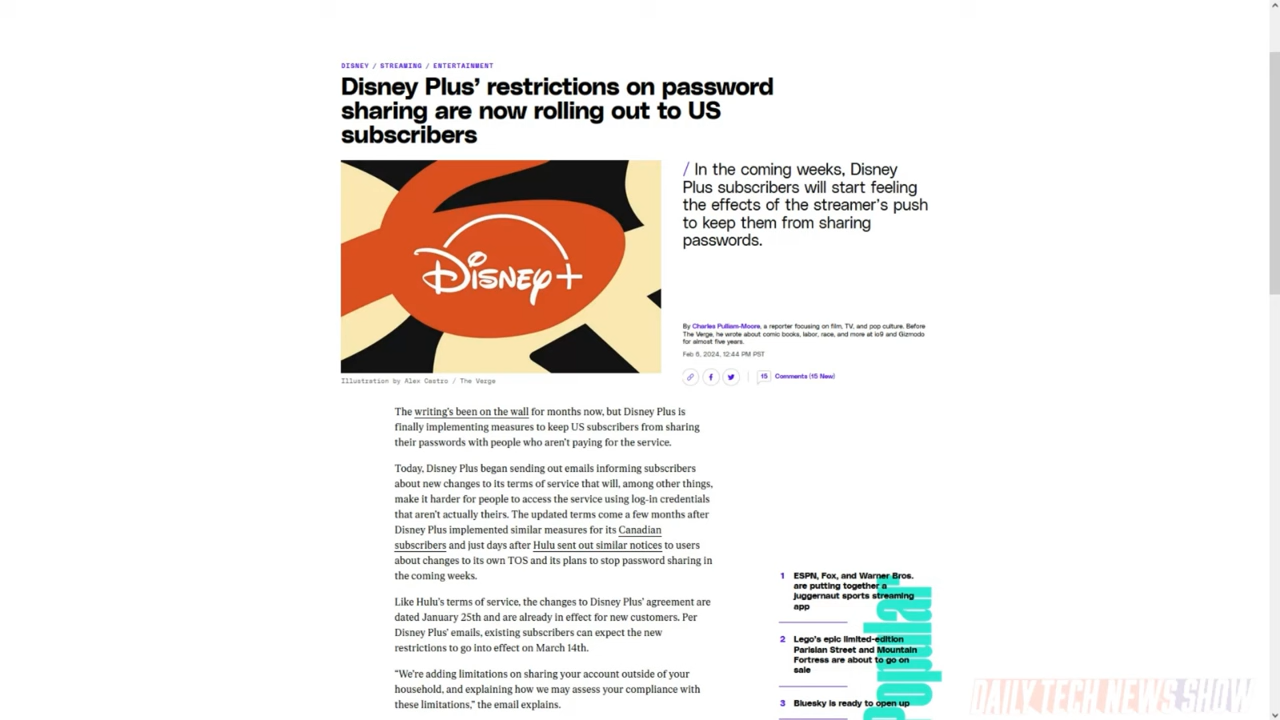 DISNEY / STREAMING / ENTERTAINMENT
Disney Plus’ restrictions on password
sharing are now rolling out to US
subscribers
Disney+
Illustration by Alex Castro / The Verge
/ In the coming weeks, Disney
Plus subscribers will start feeling
the effects of the streamer’s push
to keep them from sharing
passwords.
By Charles Pulliam-Moore, a reporter focusing on film, TV, and pop culture. Before
The Verge, he wrote about comic books, labor, race, and more at io9 and Gizmodo
for almost five years.
Feb 6, 2024, 12:44 PM PST
15 Comments (15 New)
The writing’s been on the wall for months now, but Disney Plus is
finally implementing measures to keep US subscribers from sharing
their passwords with people who aren’t paying for the service.
Today, Disney Plus began sending out emails informing subscribers
about new changes to its terms of service that will, among other things,
make it harder for people to access the service using log-in credentials
that aren’t actually theirs. The updated terms come a few months after
Disney Plus implemented similar measures for its Canadian
subscribers and just days after Hulu sent out similar notices to users
about changes to its own TOS and its plans to stop password sharing in
the coming weeks.
Like Hulu’s terms of service, the changes to Disney Plus’ agreement are
dated January 25th and are already in effect for new customers. Per
Disney Plus’ emails, existing subscribers can expect the new
restrictions to go into effect on March 14th.
“We’re adding limitations on sharing your account outside of your
household, and explaining how we may assess your compliance with
these limitations,” the email explains.
Popular
1 ESPN, Fox, and Warner Bros.
are putting together a
juggernaut sports streaming
app
2 Lego’s epic limited-edition
Parisian Street and Mountain
Fortress are about to go on
sale
3 Bluesky is ready to open up
DAILY TECH NEWS SHOW